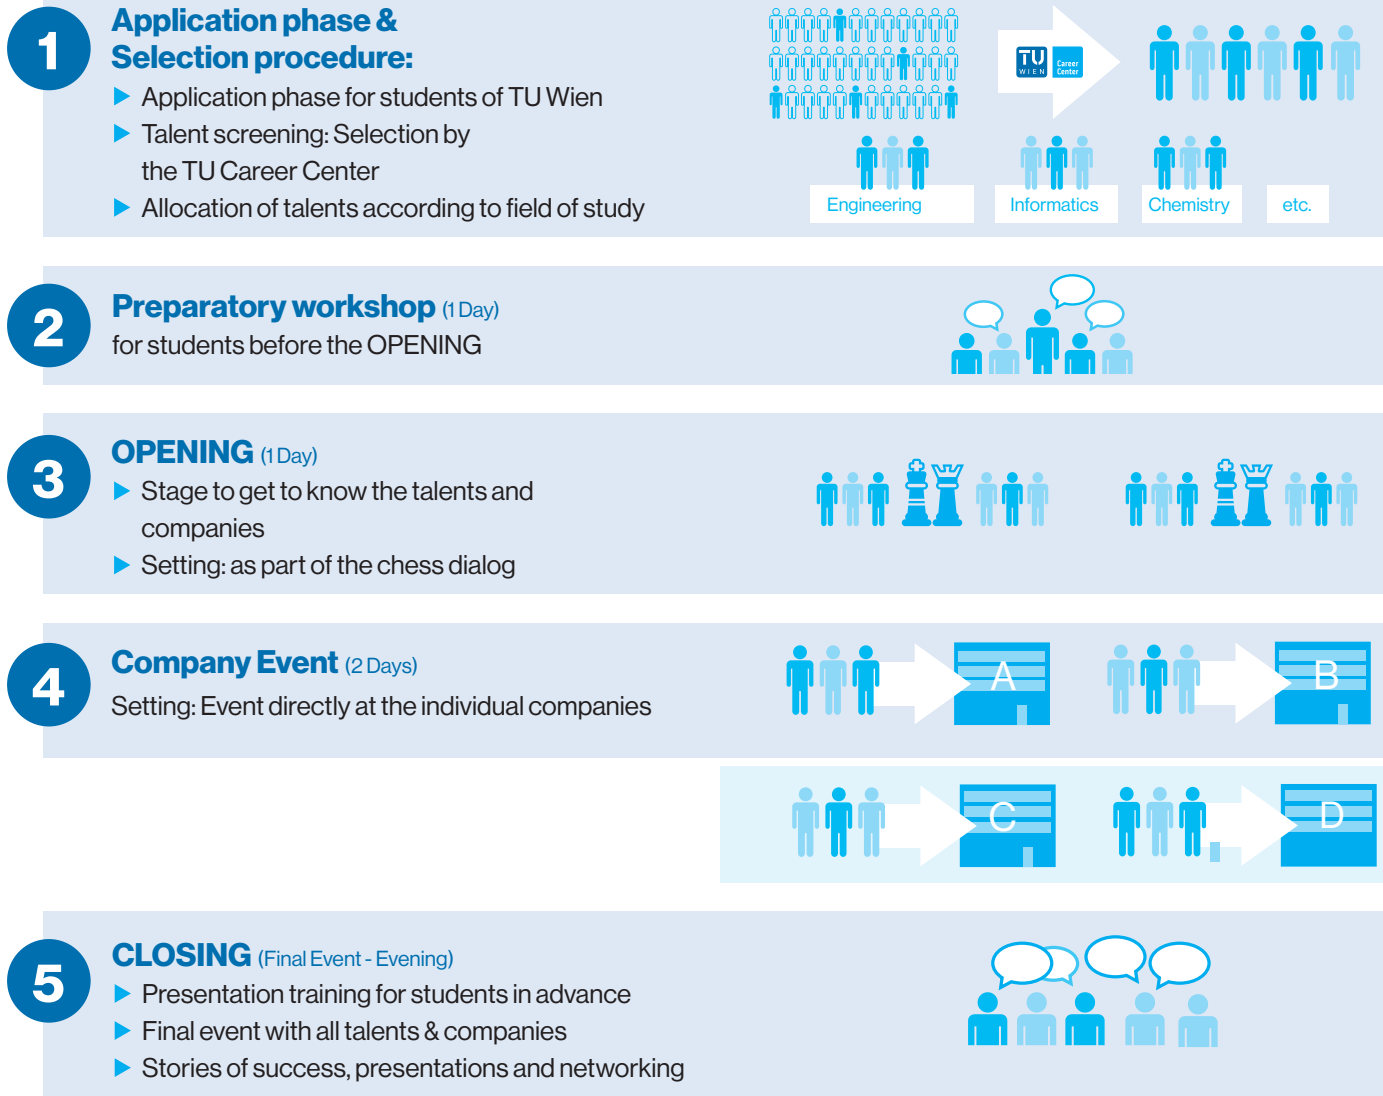 1
Application phase &
Selection procedure:
Application phase for students of TU Wien
Talent screening: Selection by
the TU Career Center
Allocation of talents according to field of study
TU
WIEN
Career
Center
Engineering
Informatics
Chemistry
etc.
2
Preparatory workshop (1 Day)
for students before the OPENING
3
OPENING (1 Day)
Stage to get to know the talents and
companies
Setting: as part of the chess dialog
4
Company Event (2 Days)
Setting: Event directly at the individual companies
A
B
C
D
5
CLOSING (Final Event - Evening)
Presentation training for students in advance
Final event with all talents & companies
Stories of success, presentations and networking